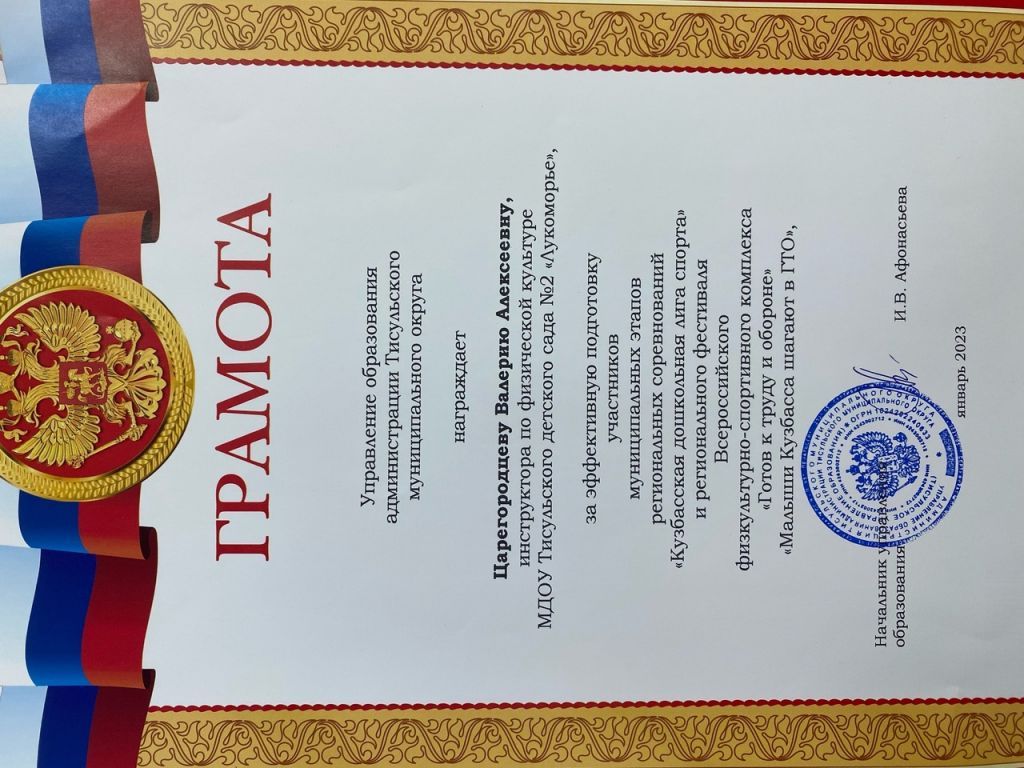 ГРАМОТА
Управление образования
администрации Тисульского
муниципального округа
награждает
Царегородцеву Валерию Алексеевну,
инструктора по физической культуре
МДОУ Тисульского детского сада №2 «Лукоморье»,
за эффективную подготовку
участников
муниципальных этапов
региональных соревнований
«Кузбасская дошкольная лига спорта»
и регионального фестиваля
Всероссийского
физкультурно-спортивного комплекса
«Готов к труду и обороне»
«Малыши Кузбасса шагают в ГТО»,
Начальник управления
образования
И.В. Афонасьева
январь 2023